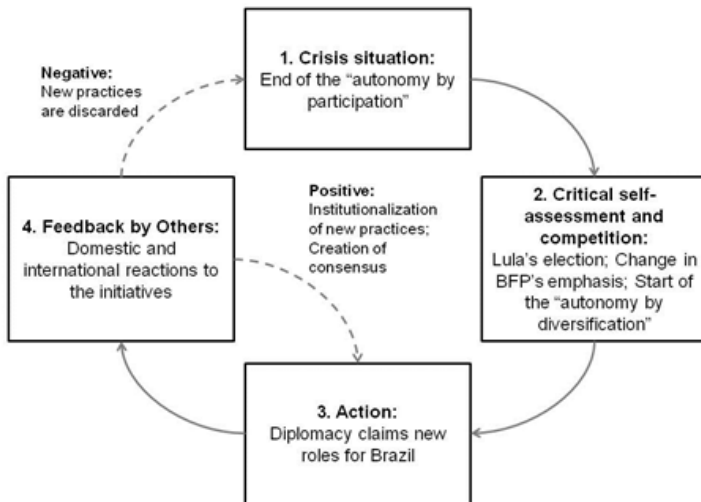 1. Crisis situation:
End of the “autonomy by
participation”
Negative:
New practices
are discarded
Positive:
Institutionalization
of new practices;
Creation of
consensus
2. Critical self-
assessment and
competition:
Lula’s election; Change in
BFP’s emphasis; Start of
the “autonomy by
diversification”
4. Feedback by Others:
Domestic and
international reactions to
the initiatives
3. Action:
Diplomacy claims new
roles for Brazil